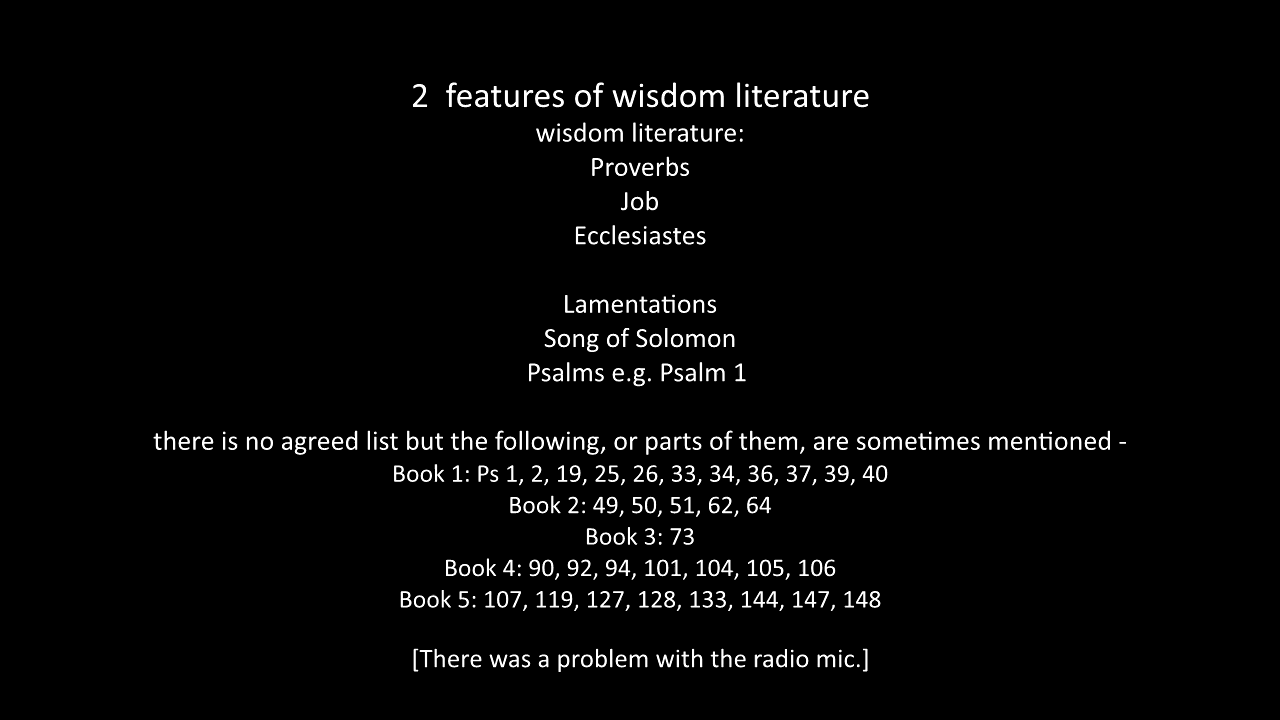 2  features of wisdom literature
wisdom literature:
Proverbs
Job
Ecclesiastes
Lamentations
Song of Solomon
Psalms e.g. Psalm 1
there is no agreed list but the following, or parts of them, are sometimes mentioned -
Book 1: Ps 1, 2, 19, 25, 26, 33, 34, 36, 37, 39, 40
Book 2: 49, 50, 51, 62, 64
Book 3: 73
Book 4: 90, 92, 94, 101, 104, 105, 106
Book 5: 107, 119, 127, 128, 133, 144, 147, 148
[There was a problem with the radio mic.]